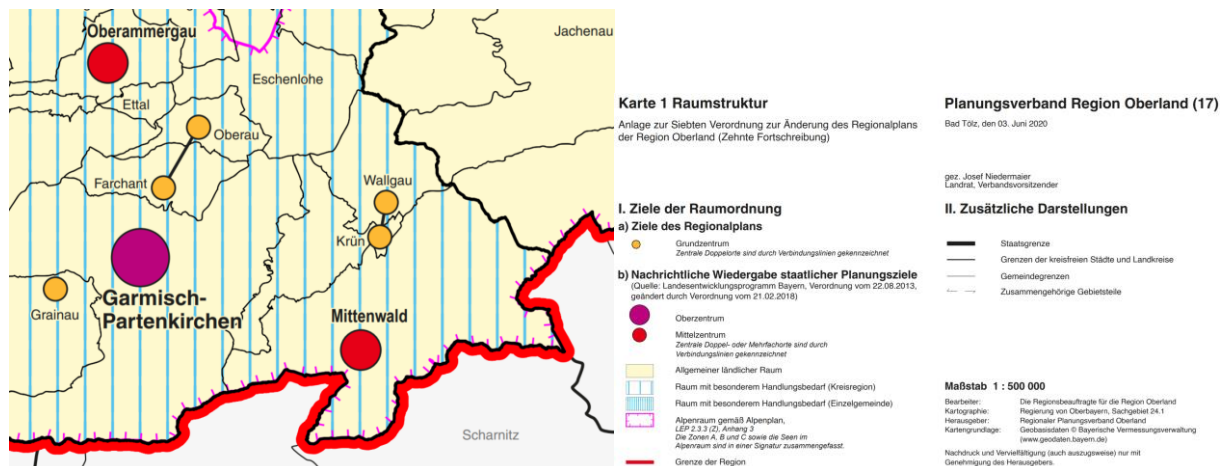 Oberammergau
Jachenau
Eschenlohe
Ettal
Oberau
Farchant
Wallgau
Krün
Garmisch-
Partenkirchen
Grainau
Mittenwald
Scharnitz
Karte 1 Raumstruktur
Anlage zur Siebten Verordnung zur Änderung des Regionalplans
der Region Oberland (Zehnte Fortschreibung)
Planungsverband Region Oberland (17)
Bad Tölz, den 03. Juni 2020
gez. Josef Niedermaier
Landrat, Verbandsvorsitzender
I. Ziele der Raumordnung
a) Ziele des Regionalplans
Grundzentrum
Zentrale Doppelorte sind durch Verbindungslinien gekennzeichnet
b) Nachrichtliche Wiedergabe staatlicher Planungsziele
(Quelle: Landesentwicklungsprogramm Bayern, Verordnung vom 22.08.2013,
geändert durch Verordnung vom 21.02.2018)
Oberzentrum
Mittelzentrum
Zentrale Doppel- oder Mehrfachorte sind durch
Verbindungslinien gekennzeichnet
Allgemeiner ländlicher Raum
Raum mit besonderem Handlungsbedarf (Kreisregion)
Raum mit besonderem Handlungsbedarf (Einzelgemeinde)
Alpenraum gemäß Alpenplan,
LEP 2.3.3 (Z), Anhang 3
Die Zonen A, B und C sowie die Seen im
Alpenraum sind in einer Signatur zusammengefasst.
Grenze der Region
II. Zusätzliche Darstellungen
Staatsgrenze
Grenzen der kreisfreien Städte und Landkreise
Gemeindegrenzen
Zusammengehörige Gebietsteile
Maßstab 1 : 500 000
Bearbeiter: Die Regionsbeauftragte für die Region Oberland
Kartographie: Regierung von Oberbayern, Sachgebiet 24.1
Herausgeber: Regionaler Planungsverband Oberland
Kartengrundlage: Geobasisdaten © Bayerische Vermessungsverwaltung
(www.geodaten.bayern.de)
Nachdruck und Vervielfältigung (auch auszugsweise) nur mit
Genehmigung des Herausgebers.